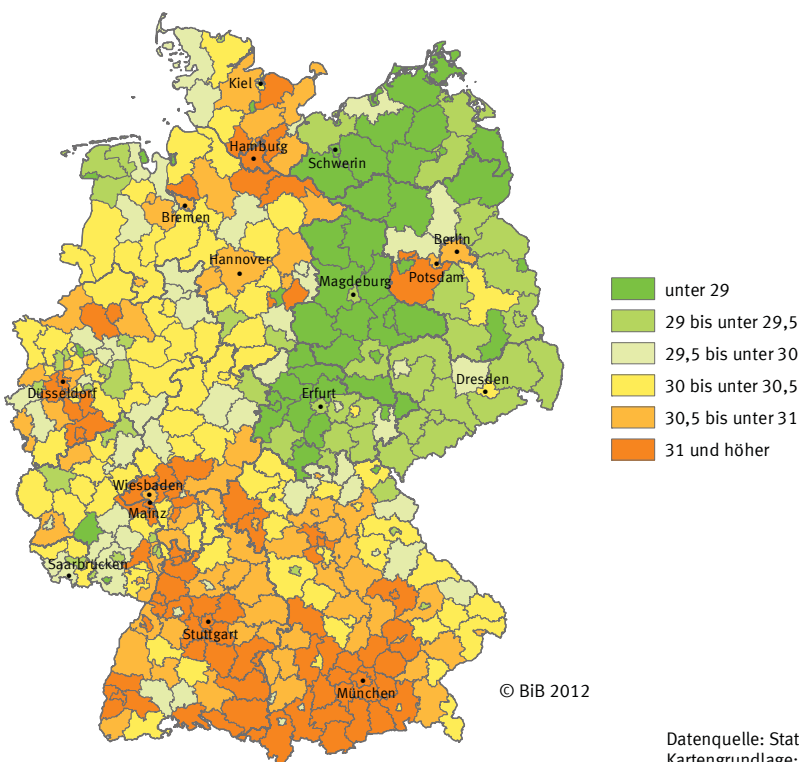 Kiel
Hamburg
Schwerin
Bremen
Berlin
Hannover
Potsdam
Magdeburg
unter 29
29 bis unter 29,5
29,5 bis unter 30
30 bis unter 30,5
30,5 bis unter 31
31 und höher
Düsseldorf
Dresden
Erfurt
Wiesbaden
Mainz
Saarbrücken
Stuttgart
München
© BiB 2012
Datenquelle: Stat
Kartengrundlage: